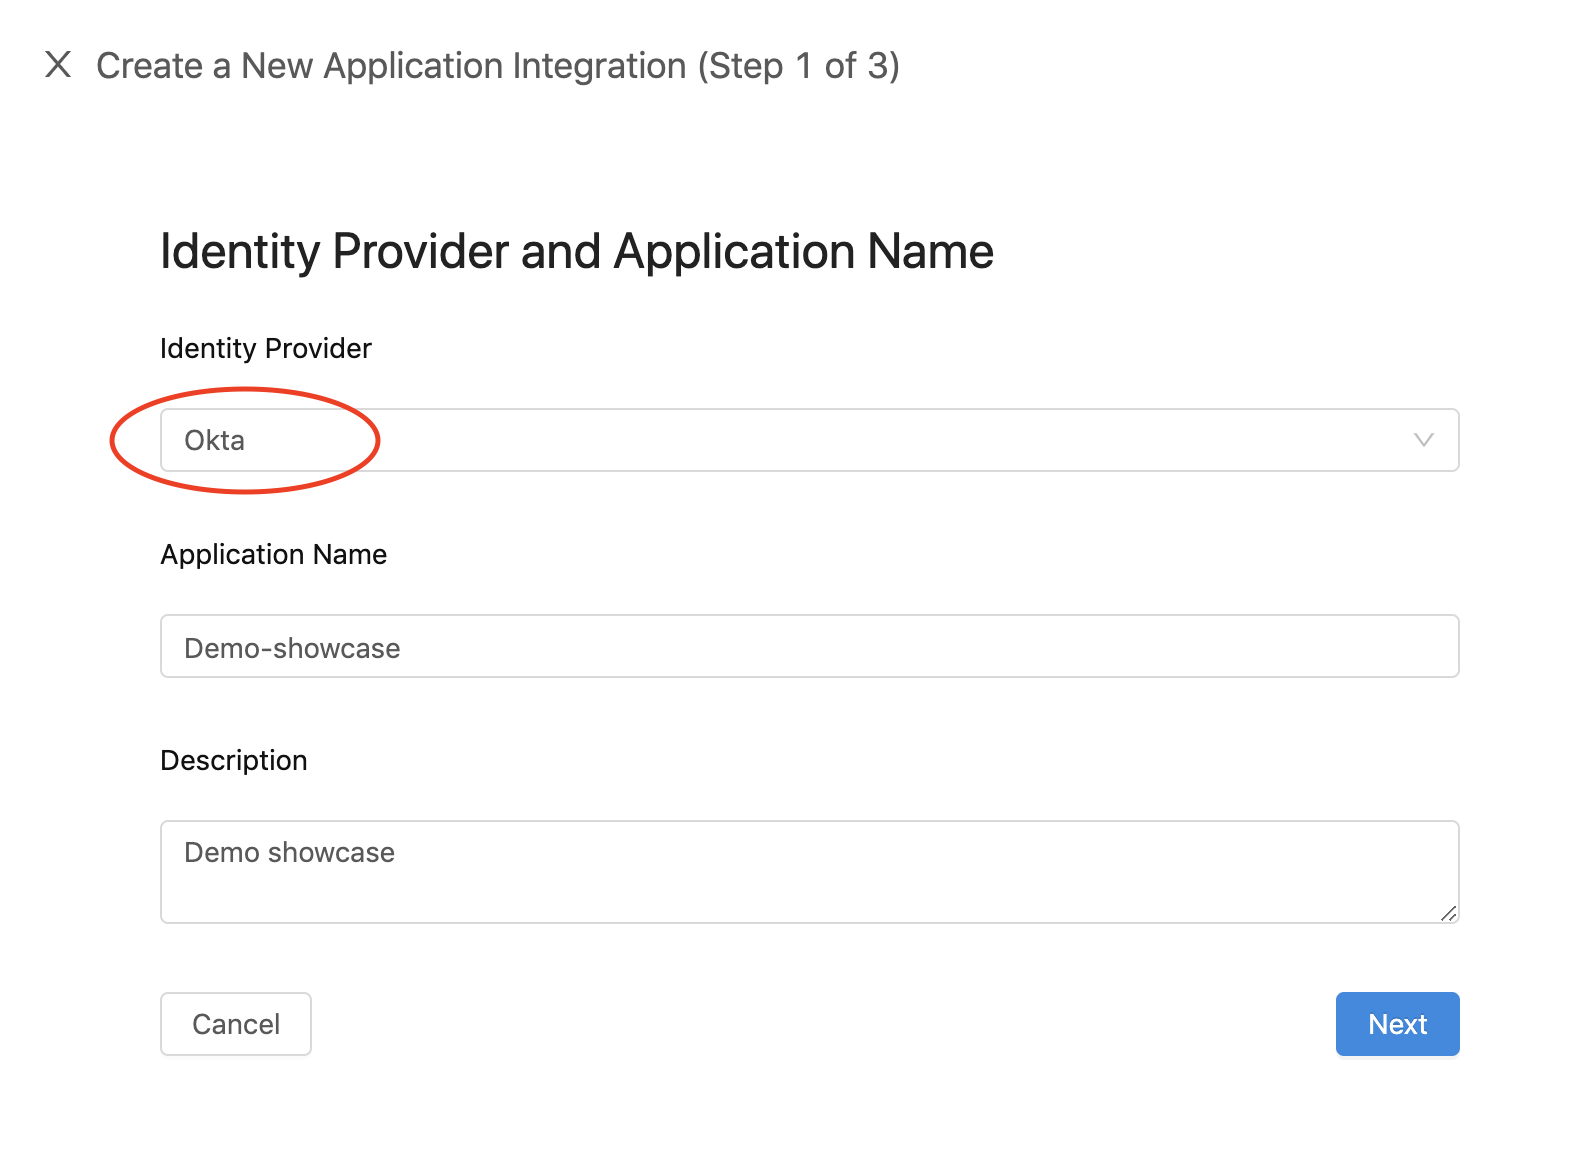 Create a New Application Integration (Step 1 of 3)
Identity Provider and Application Name
Identity Provider
Okta
Application Name
Demo-showcase
Description
Demo showcase
Cancel
Next